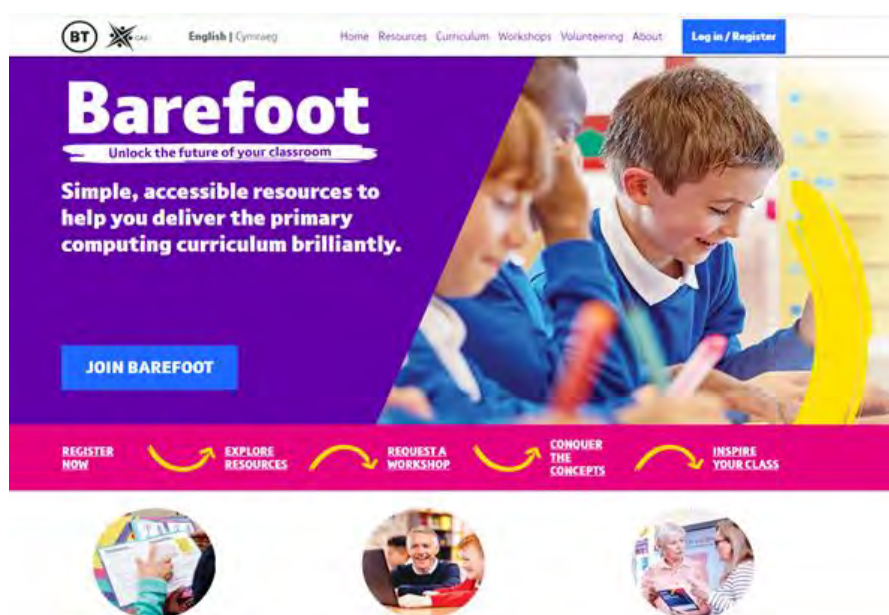 BT
CAS
English | Cymraeg
Home Resources Curriculum Workshops Volunteering About
Log in / Register
Barefoot
Unlock the future of your classroom
Simple, accessible resources to
help you deliver the primary
computing curriculum brilliantly.
JOIN BAREFOOT
REGISTER
NOW
EXPLORE
RESOURCES
REQUEST A
WORKSHOP
CONQUER
THE
CONCEPTS
INSPIRE
YOUR CLASS